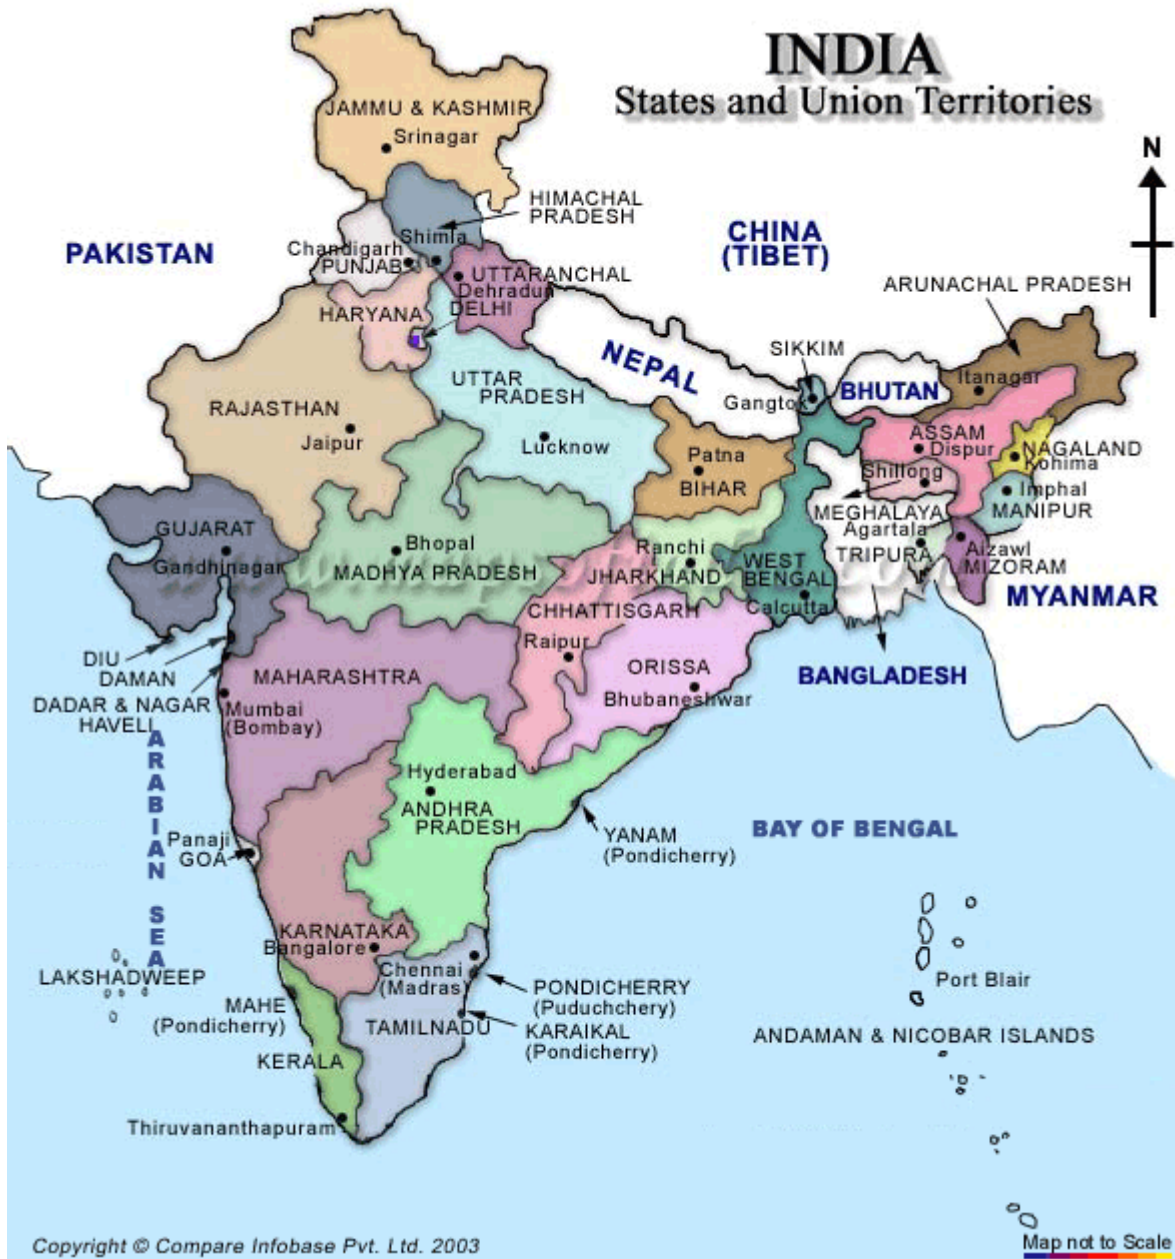 INDIA
States and Union Territories
JAMMU & KASHMIR
Srinagar
N
HIMACHAL
PRADESH
PAKISTAN
CHINA
(TIBET)
Shimla
Chandigarh
PUNJAB
UTTARANCHAL
Dehradun
DELHI
ARUNACHAL PRADESH
HARYANA
SIKKIM
NEPAL
UTTAR
PRADESH
BHUTAN
Itanagar
Gangtok
RAJASTHAN
Jaipur
Lucknow
ASSAM
Dispur
NAGALAND
Kohima
Patna
BIHAR
Shillong
Imphal
MANIPUR
MEGHALAYA
Agartala
TRIPURA
GUJARAT
Gandhinagar
Bhopal
MADHYA PRADESH
Ranchi
JHARKHAND
WEST
BENGAL
Calcutta
Aizawl
MIZORAM
MYANMAR
CHHATTISGARH
Raipur
DIU
DAMAN
DADAR & NAGAR
HAVELI
MAHARASHTRA
Mumbai
(Bombay)
ORISSA
Bhubaneshwar
BANGLADESH
ARABIAN SEA
Hyderabad
ANDHRA
PRADESH
YANAM
(Pondicherry)
BAY OF BENGAL
Panaji
GOA
KARNATAKA
Bangalore
LAKSHADWEEP
Chennai
(Madras)
PONDICHERRY
(Puduchchery)
Port Blair
MAHE
(Pondicherry)
TAMILNADU
KARAIKAL
(Pondicherry)
ANDAMAN & NICOBAR ISLANDS
KERALA
Thiruvananthapuram
Copyright © Compare Infobase Pvt. Ltd. 2003
Map not to Scale